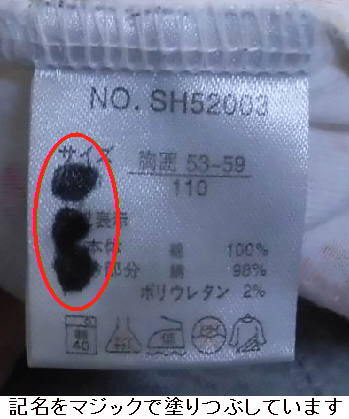 NO. SH52003
サイズ 胸囲 53-59
110
本体 綿 100%
部分 綿 98%
ポリウレタン 2%
40 低
記名をマジックで塗りつぶしています